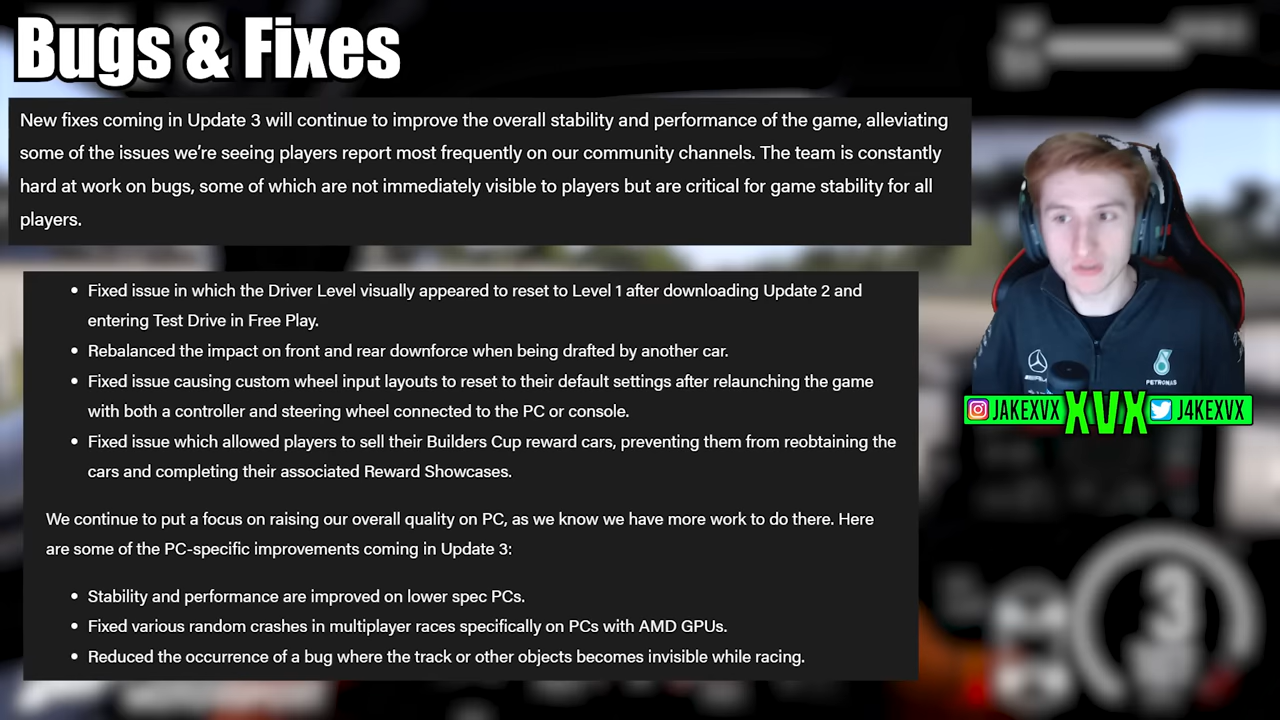 Bugs & Fixes
New fixes coming in Update 3 will continue to improve the overall stability and performance of the game, alleviating
some of the issues we're seeing players report most frequently on our community channels. The team is constantly
hard at work on bugs, some of which are not immediately visible to players but are critical for game stability for all
players.
• Fixed issue in which the Driver Level visually appeared to reset to Level 1 after downloading Update 2 and
entering Test Drive in Free Play.
• Rebalanced the impact on front and rear downforce when being drafted by another car.
• Fixed issue causing custom wheel input layouts to reset to their default settings after relaunching the game
with both a controller and steering wheel connected to the PC or console.
• Fixed issue which allowed players to sell their Builders Cup reward cars, preventing them from reobtaining the
cars and completing their associated Reward Showcases.
We continue to put a focus on raising our overall quality on PC, as we know we have more work to do there. Here
are some of the PC-specific improvements coming in Update 3:
• Stability and performance are improved on lower spec PCs.
• Fixed various random crashes in multiplayer races specifically on PCs with AMD GPUs.
• Reduced the occurrence of a bug where the track or other objects becomes invisible while racing.
PETRONAS
JAKEXVX XVX J4KEXVX
3